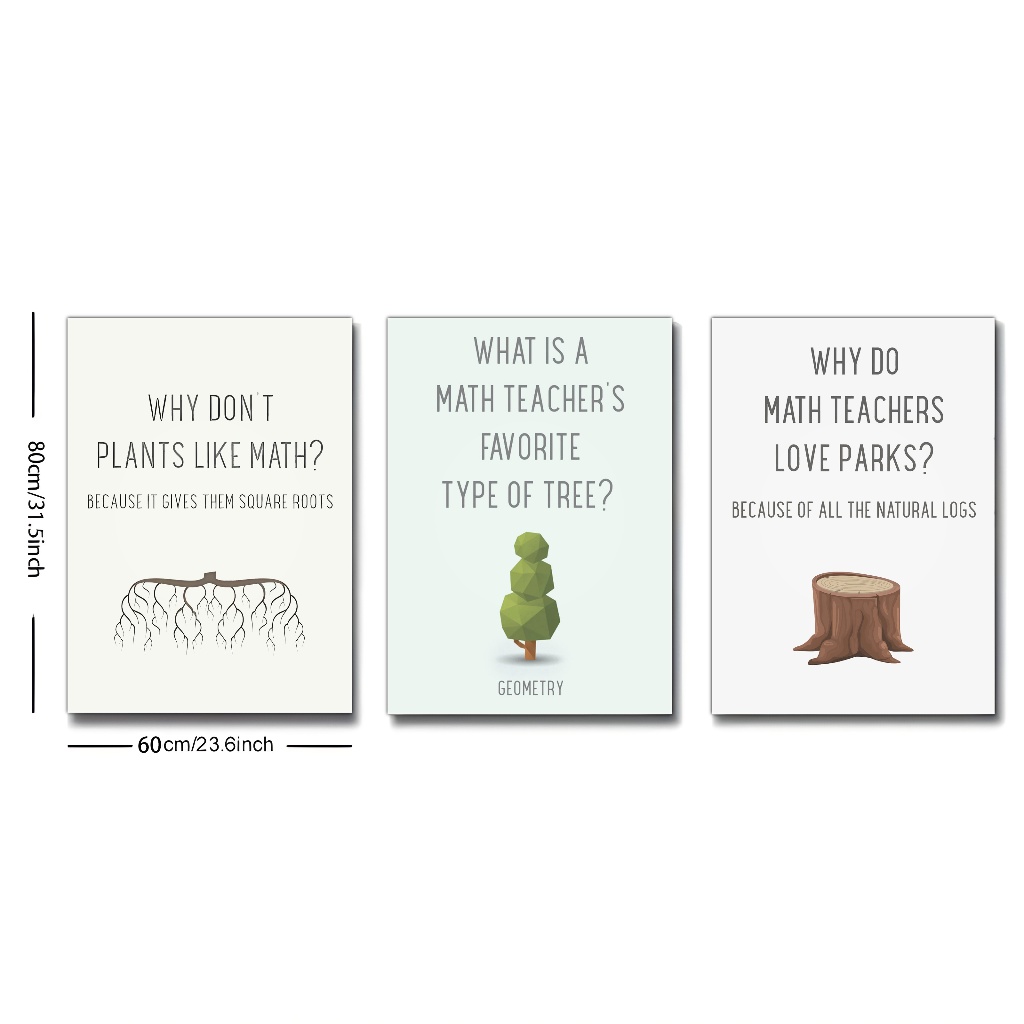 WHY DON'T
PLANTS LIKE MATH?
BECAUSE IT GIVES THEM SQUARE ROOTS
WHAT IS A
MATH TEACHER'S
FAVORITE
TYPE OF TREE?
GEOMETRY
WHY DO
MATH TEACHERS
LOVE PARKS?
BECAUSE OF ALL THE NATURAL LOGS
80cm/31.5inch
60cm/23.6inch